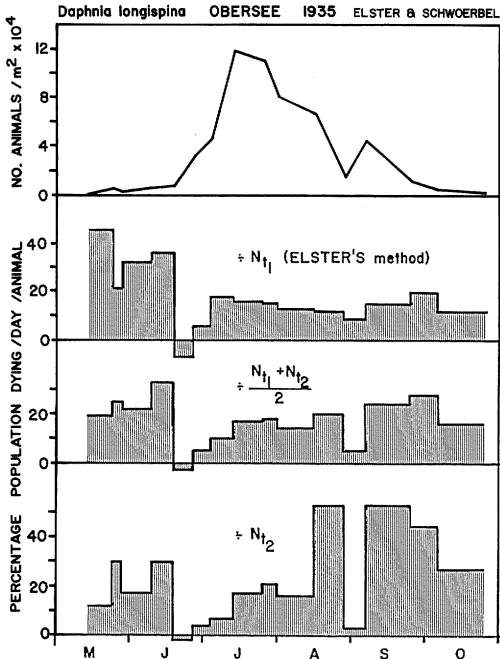 Daphnia longispina OBERSEE 1935 ELSTER & SCHWOERBEL
NO. ANIMALS / m² x 10⁴
12
8
4
0
PERCENTAGE POPULATION DYING / DAY / ANIMAL
40
20
0
÷ Nt1 (ELSTER'S method)
20
0
÷ Nt1 + Nt2
2
40
20
0
÷ Nt2
M J J A S O